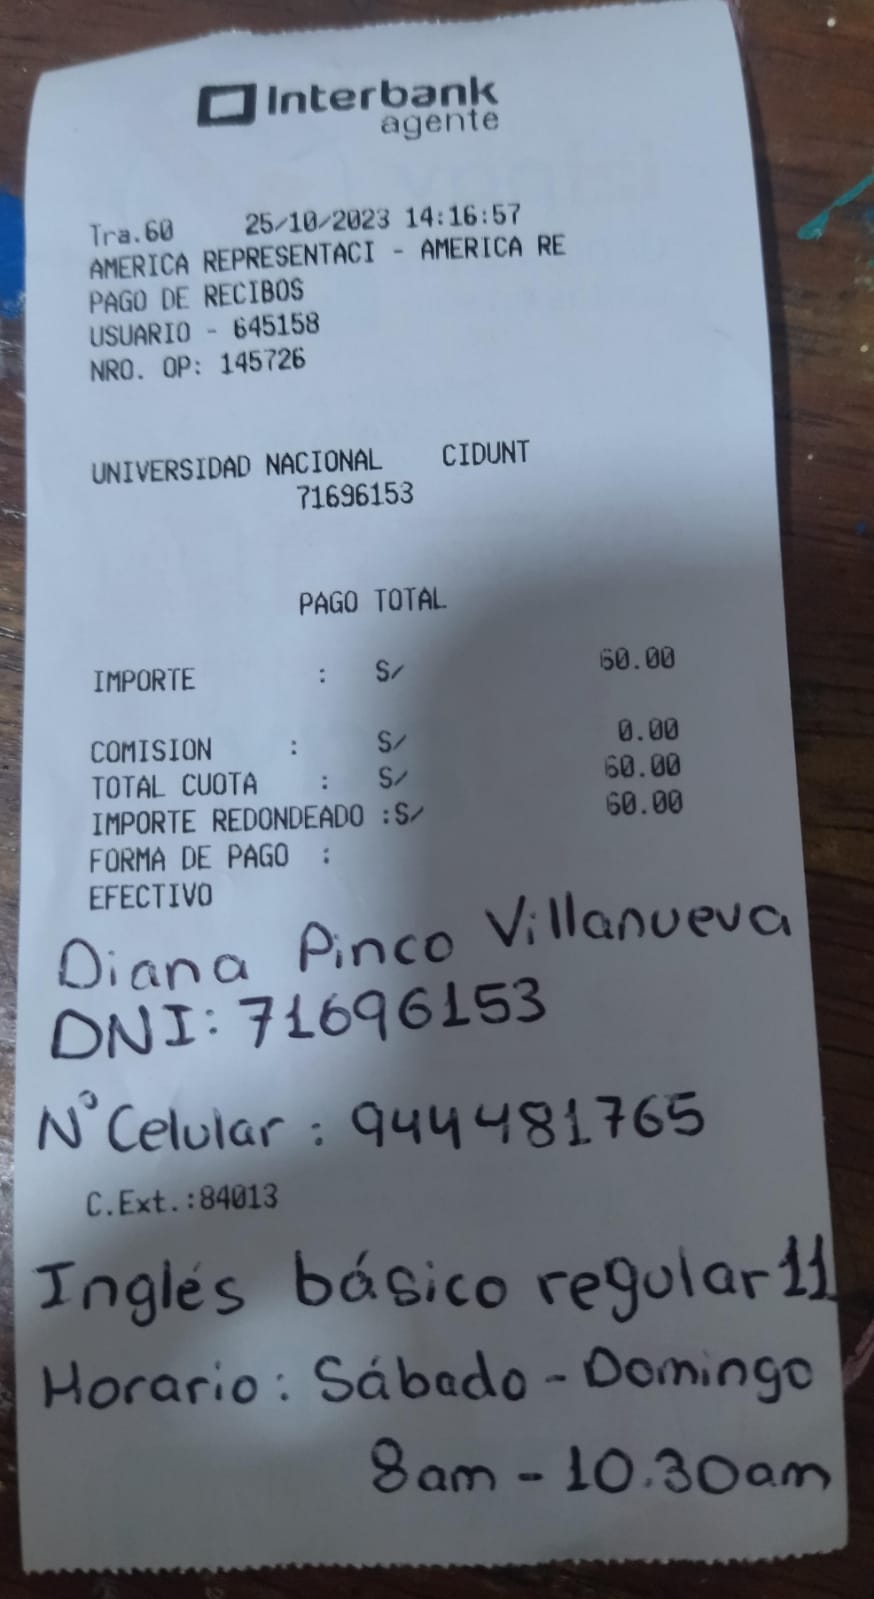 Interbank
agente
Tra.60 25/10/2023 14:16:57
AMERICA REPRESENTACI - AMERICA RE
PAGO DE RECIBOS
USUARIO - 645158
NRO. OP: 145726
UNIVERSIDAD NACIONAL CIDUNT
71696153
PAGO TOTAL
IMPORTE : S/ 60.00
COMISION : S/ 0.00
TOTAL CUOTA : S/ 60.00
IMPORTE REDONDEADO :S/ 60.00
FORMA DE PAGO :
EFECTIVO
Diana Pinco Villanueva
DNI: 71696153
N° Celular: 944481765
C.Ext.:84013
Inglés básico regular 11
Horario: Sábado - Domingo
8am - 10.30am